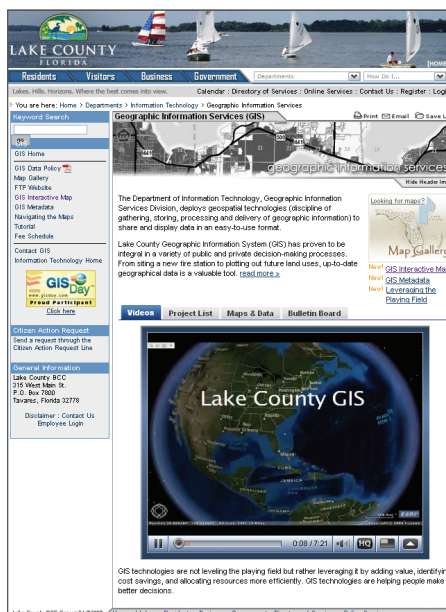 LAKE COUNTY
FLORIDA
[HOME
Residents Visitors Business Government Departments How Do I...
Lakes. Hills. Horizons. Where the best comes into view. Calendar : Directory of Services : Online Services : Contact Us : Register : Logi
You are here: Home > Departments > Information Technology > Geographic Information Services
Keyword Search
go
GIS Home
GIS Data Policy
Map Gallery
FTP Website
GIS Interactive Map
GIS Metadata
Navigating the Maps
Tutorial
Fee Schedule
Contact GIS
Information Technology Home
GIS Day
www.gisday.com
Proud Participant
Click here
Citizen Action Request
Send a request through the
Citizen Action Request Line
General Information
Lake County BCC
315 West Main St.
P.O. Box 7800
Tavares, Florida 32778
Disclaimer : Contact Us
Employee Login
Geographic Information Services (GIS)
Print Email Save L
441
geographic information services
Hide Header Im
The Department of Information Technology, Geographic Information
Services Division, deploys geospatial technologies (discipline of
gathering, storing, processing and delivery of geographic information) to
share and display data in an easy-to-use format.
Lake County Geographic Information System (GIS) has proven to be
integral in a variety of public and private decision-making processes.
From siting a new fire station to plotting out future land uses, up-to-date
geographical data is a valuable tool. read more »
Looking for maps?
Map Gallery
New! GIS Interactive Ma
New! GIS Metadata
New! Leveraging the
Playing Field
Videos Project List Maps & Data Bulletin Board
Lake County GIS
CUBA
JAMAICA
ESRI
0:08 / 7:21 HQ
GIS technologies are not leveling the playing field but rather leveraging it by adding value, identifyin
cost savings, and allocating resources more efficiently. GIS technologies are helping people make
better decisions.